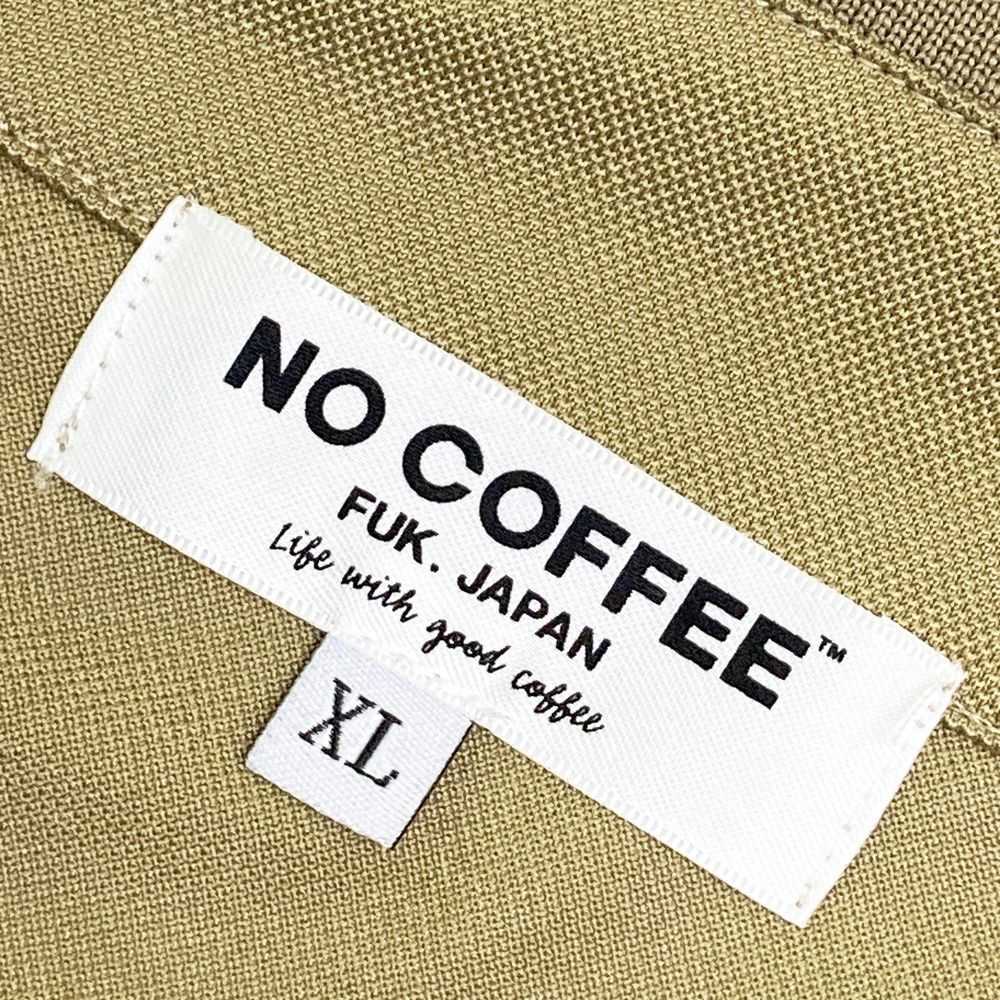 NO COFFEE™
FUK. JAPAN
Life with good coffee
XL